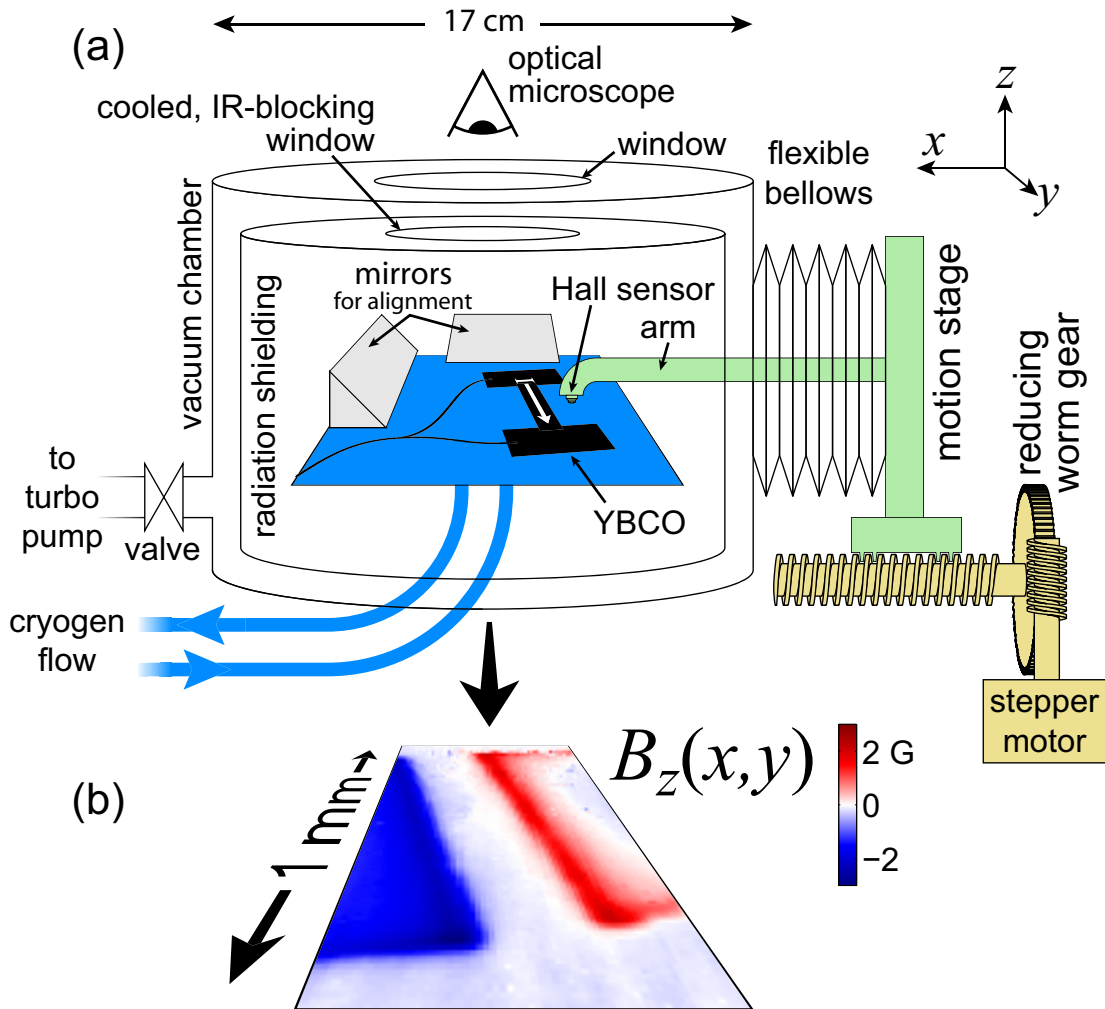 (a)
17 cm
optical
microscope
cooled, IR-blocking
window
window
flexible
bellows
z
x
y
vacuum chamber
radiation shielding
mirrors
for alignment
Hall sensor
arm
motion stage
reducing
worm gear
to
turbo
pump
valve
YBCO
cryogen
flow
stepper
motor
(b)
1 mm
B_z(x,y)
2 G
0
−2